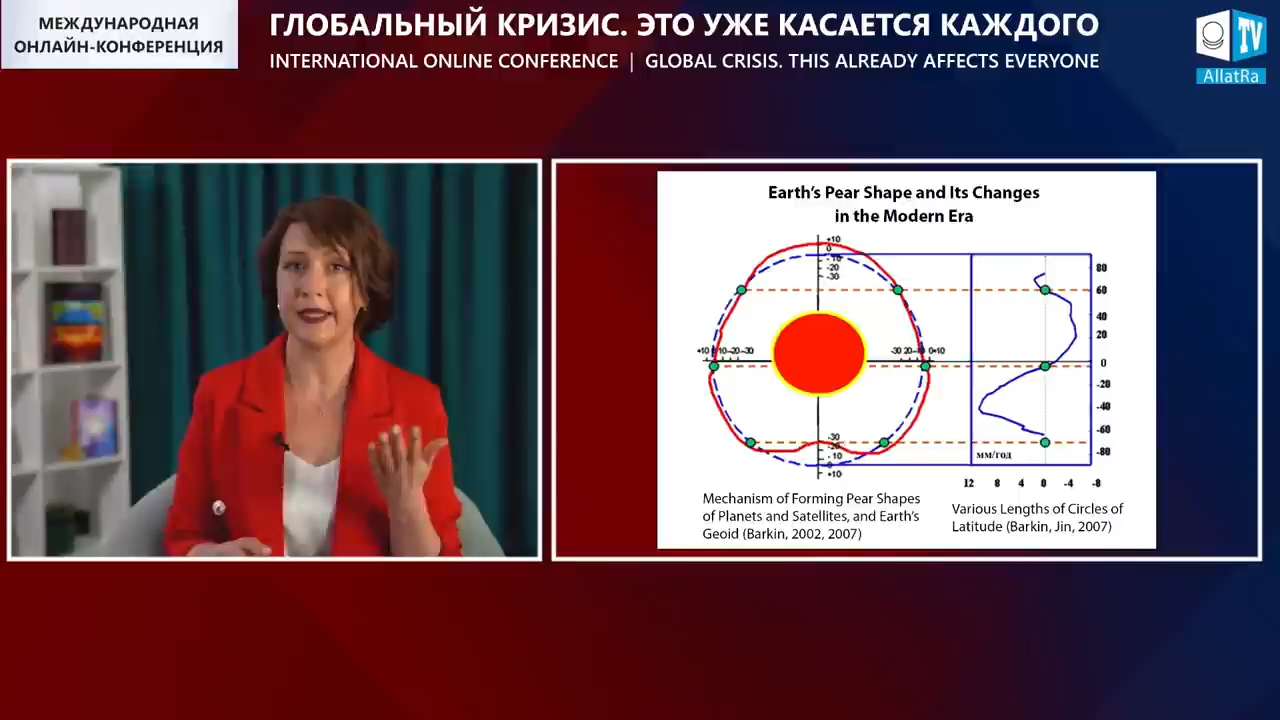 МЕЖДУНАРОДНАЯ
ОНЛАЙН-КОНФЕРЕНЦИЯ
ГЛОБАЛЬНЫЙ КРИЗИС. ЭТО УЖЕ КАСАЕТСЯ КАЖДОГО
INTERNATIONAL ONLINE CONFERENCE | GLOBAL CRISIS. THIS ALREADY AFFECTS EVERYONE
TV
AllatRa
Earth's Pear Shape and Its Changes
in the Modern Era
+10
0
-10
-20
-30
+10 -20 -30
-30 20 0+10
-30
-20
-10
0
+10
80
60
40
20
0
-20
-40
-60
-80
мм/год
12 8 4 0 -4 -8
Mechanism of Forming Pear Shapes
of Planets and Satellites, and Earth's
Geoid (Barkin, 2002, 2007)
Various Lengths of Circles of
Latitude (Barkin, Jin, 2007)